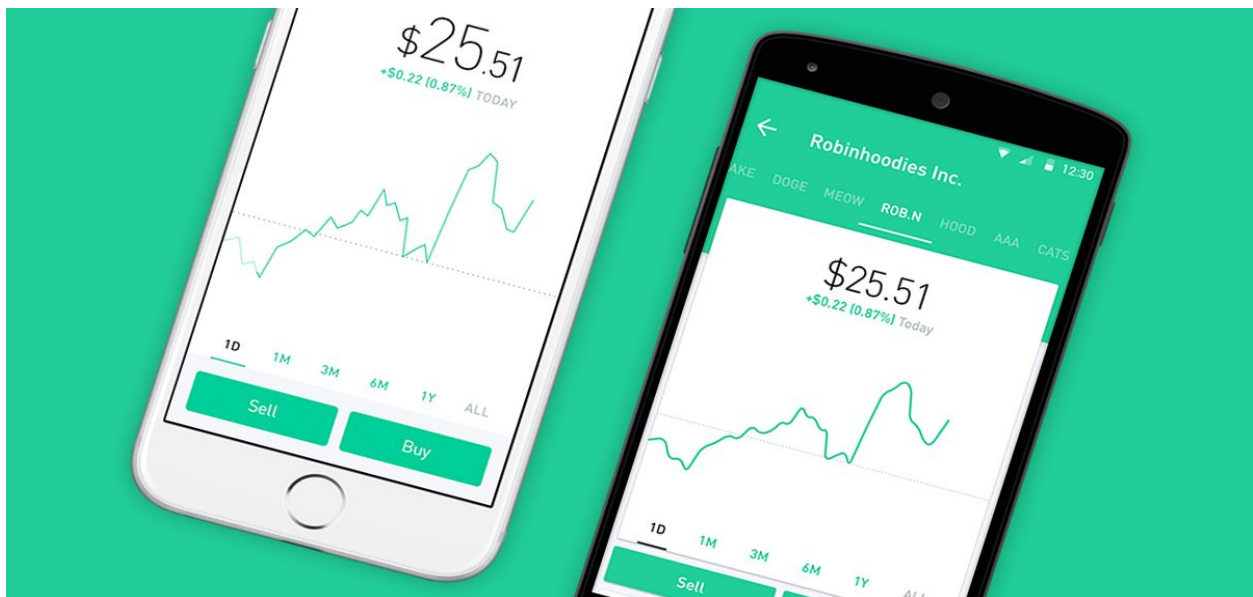 $25.51
+$0.22 (0.87%) TODAY
1D 1M 3M 6M 1Y ALL
Sell Buy
12:30
Robinhoodies Inc.
AKE DOGE MEOW ROB.N HOOD AAA CATS
$25.51
+$0.22 (0.87%) Today
1D 1M 3M 6M 1Y ALL
Sell